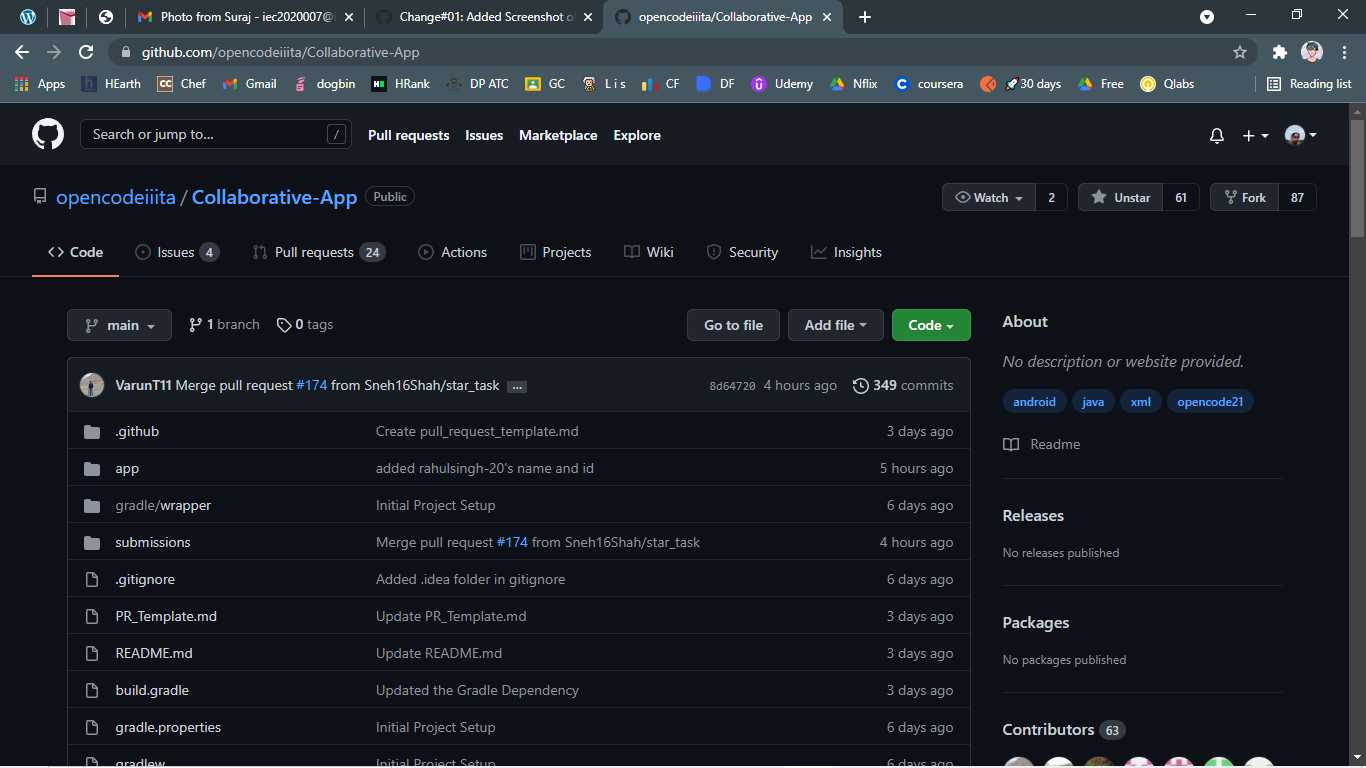 Photo from Suraj - iec2020007@
Change#01: Added Screenshot o
opencodeiiita/Collaborative-App
github.com/opencodeiiita/Collaborative-App
Apps HEarth Chef Gmail dogbin HRank DP ATC GC L i s CF DF Udemy Nflix coursera 30 days Free Qlabs Reading list
Search or jump to... / Pull requests Issues Marketplace Explore
opencodeiiita / Collaborative-App Public
Watch 2 Unstar 61 Fork 87
Code Issues 4 Pull requests 24 Actions Projects Wiki Security Insights
main 1 branch 0 tags Go to file Add file Code
VarunT11 Merge pull request #174 from Sneh16Shah/star_task ... 8d64720 4 hours ago 349 commits
.github Create pull_request_template.md 3 days ago
app added rahulsingh-20's name and id 5 hours ago
gradle/wrapper Initial Project Setup 6 days ago
submissions Merge pull request #174 from Sneh16Shah/star_task 4 hours ago
.gitignore Added .idea folder in gitignore 6 days ago
PR_Template.md Update PR_Template.md 3 days ago
README.md Update README.md 3 days ago
build.gradle Updated the Gradle Dependency 3 days ago
gradle.properties Initial Project Setup 6 days ago
gradlew Initial Project Setup 6 days ago
About
No description or website provided.
android java xml opencode21
Readme
Releases
No releases published
Packages
No packages published
Contributors 63